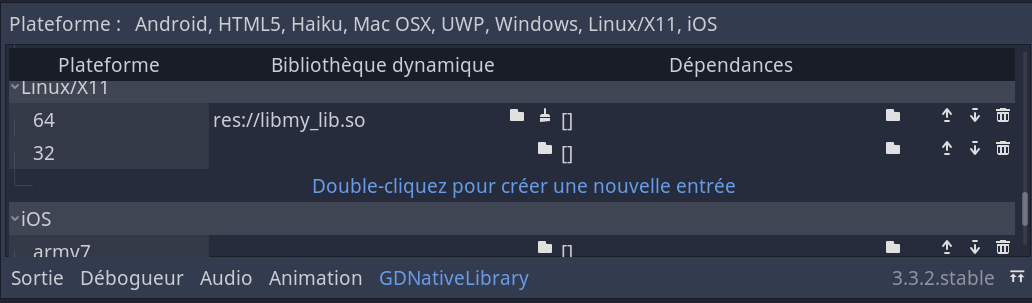 Plateforme : Android, HTML5, Haiku, Mac OSX, UWP, Windows, Linux/X11, iOS
Plateforme Bibliothèque dynamique Dépendances
Linux/X11
64 res://libmy_lib.so []
32 []
Double-cliquez pour créer une nouvelle entrée
iOS
armv7 []
Sortie Débogueur Audio Animation GDNativeLibrary 3.3.2.stable